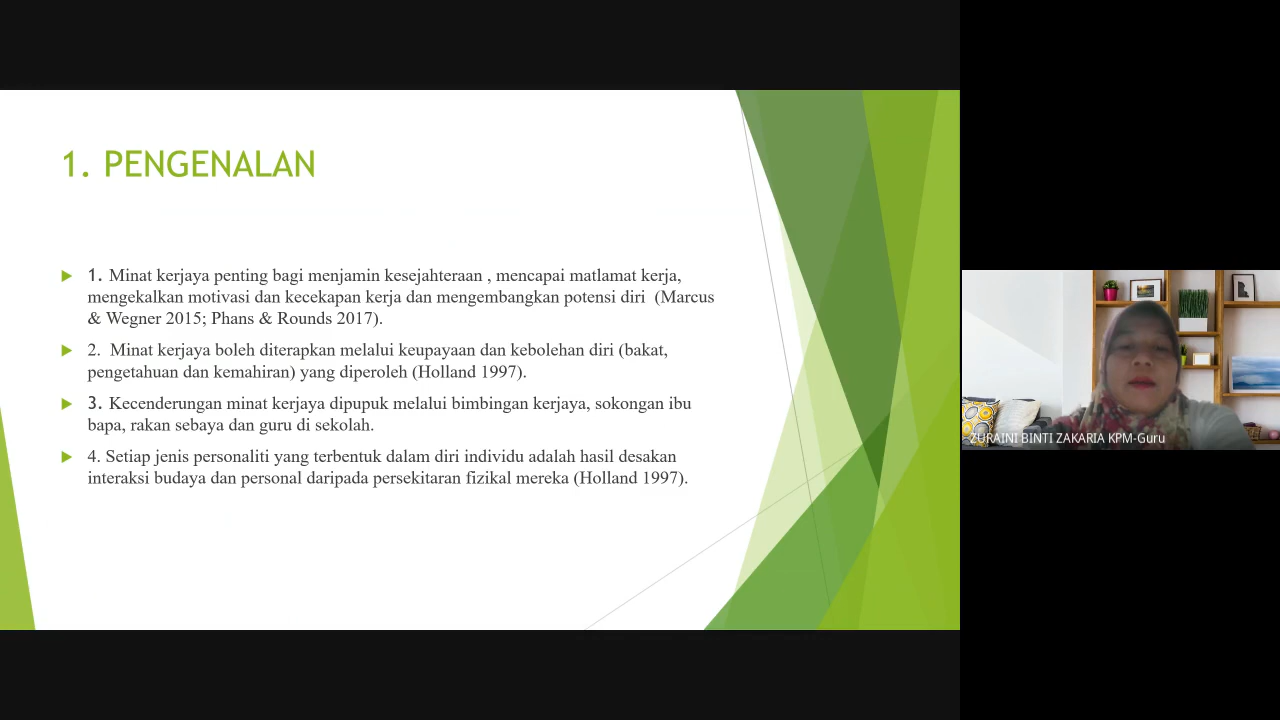 1. PENGENALAN
1. Minat kerjaya penting bagi menjamin kesejahteraan , mencapai matlamat kerja,
mengekalkan motivasi dan kecekapan kerja dan mengembangkan potensi diri (Marcus
& Wegner 2015; Phans & Rounds 2017).
2. Minat kerjaya boleh diterapkan melalui keupayaan dan kebolehan diri (bakat,
pengetahuan dan kemahiran) yang diperoleh (Holland 1997).
3. Kecenderungan minat kerjaya dipupuk melalui bimbingan kerjaya, sokongan ibu
bapa, rakan sebaya dan guru di sekolah.
4. Setiap jenis personaliti yang terbentuk dalam diri individu adalah hasil desakan
interaksi budaya dan personal daripada persekitaran fizikal mereka (Holland 1997).
ZURAINI BINTI ZAKARIA KPM-Guru